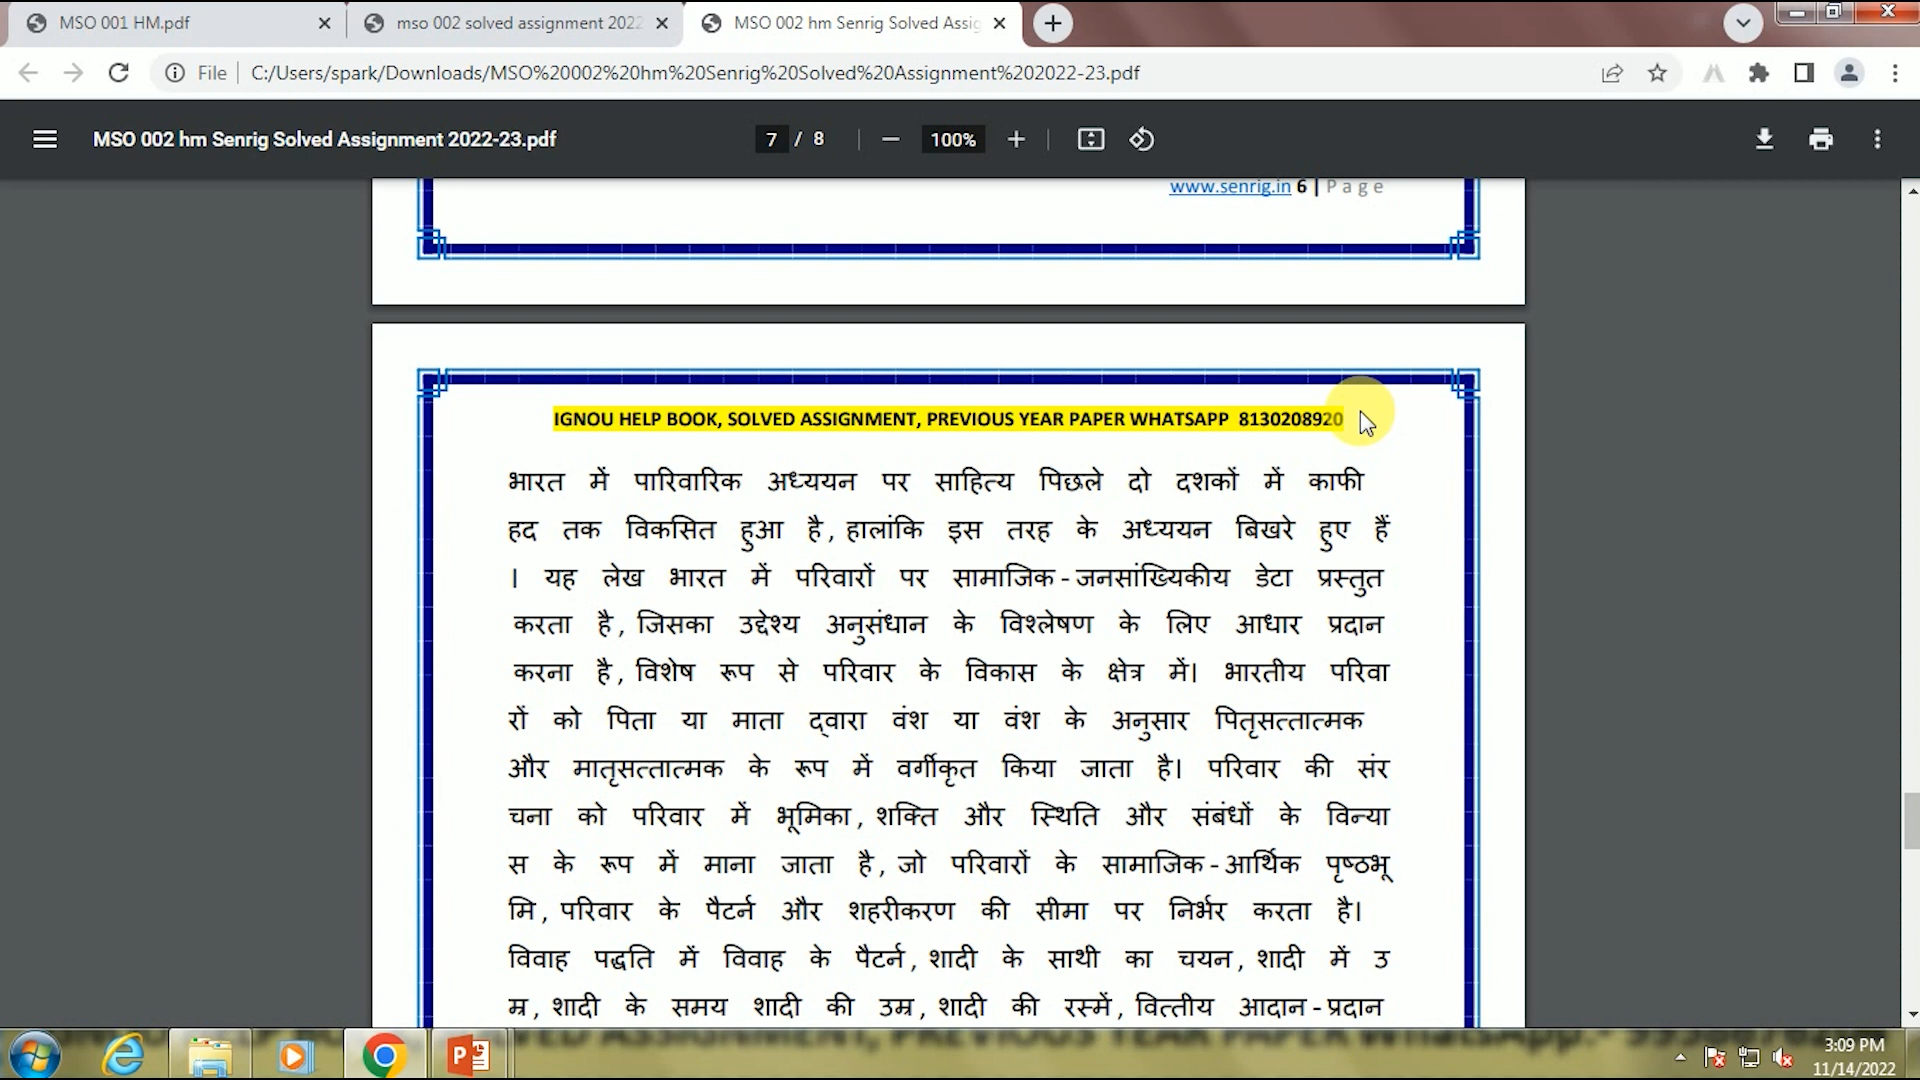 MSO 001 HM.pdf
mso 002 solved assignment 2022
MSO 002 hm Senrig Solved Assig
File
C:/Users/spark/Downloads/MSO%20002%20hm%20Senrig%20Solved%20Assignment%202022-23.pdf
MSO 002 hm Senrig Solved Assignment 2022-23.pdf
7 / 8
100%
www.senrig.in 6 | Page
IGNOU HELP BOOK, SOLVED ASSIGNMENT, PREVIOUS YEAR PAPER WHATSAPP 8130208920
भारत में पारिवारिक अध्ययन पर साहित्य पिछले दो दशकों में काफी
हद तक विकसित हुआ है, हालांकि इस तरह के अध्ययन बिखरे हुए हैं
। यह लेख भारत में परिवारों पर सामाजिक-जनसांख्यिकीय डेटा प्रस्तुत
करता है, जिसका उद्देश्य अनुसंधान के विश्लेषण के लिए आधार प्रदान
करना है, विशेष रूप से परिवार के विकास के क्षेत्र में। भारतीय परिवा
रों को पिता या माता द्वारा वंश या वंश के अनुसार पितृसत्तात्मक
और मातृसत्तात्मक के रूप में वर्गीकृत किया जाता है। परिवार की संर
चना को परिवार में भूमिका, शक्ति और स्थिति और संबंधों के विन्या
स के रूप में माना जाता है, जो परिवारों के सामाजिक-आर्थिक पृष्ठभू
मि, परिवार के पैटर्न और शहरीकरण की सीमा पर निर्भर करता है।
विवाह पद्धति में विवाह के पैटर्न, शादी के साथी का चयन, शादी में उ
म्र, शादी के समय शादी की उम्र, शादी की रस्में, वित्तीय आदान-प्रदान
3:09 PM
11/14/2022